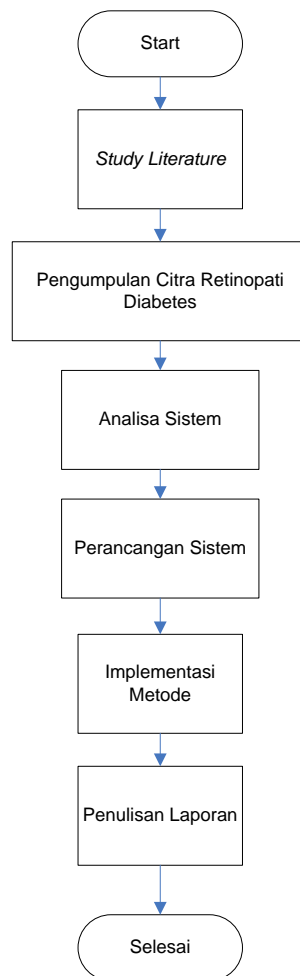 Start
Study Literature
Pengumpulan Citra Retinopati
Diabetes
Analisa Sistem
Perancangan Sistem
Implementasi
Metode
Penulisan Laporan
Selesai